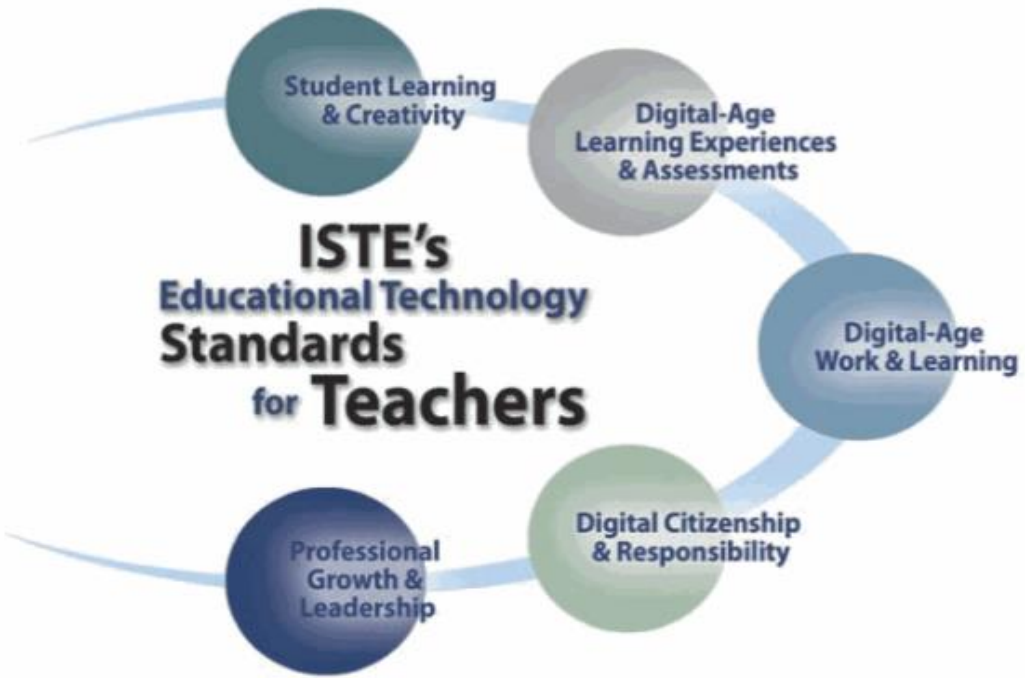 Student Learning
& Creativity
Digital-Age
Learning Experiences
& Assessments
ISTE's
Educational Technology
Standards
for Teachers
Digital-Age
Work & Learning
Digital Citizenship
& Responsibility
Professional
Growth &
Leadership